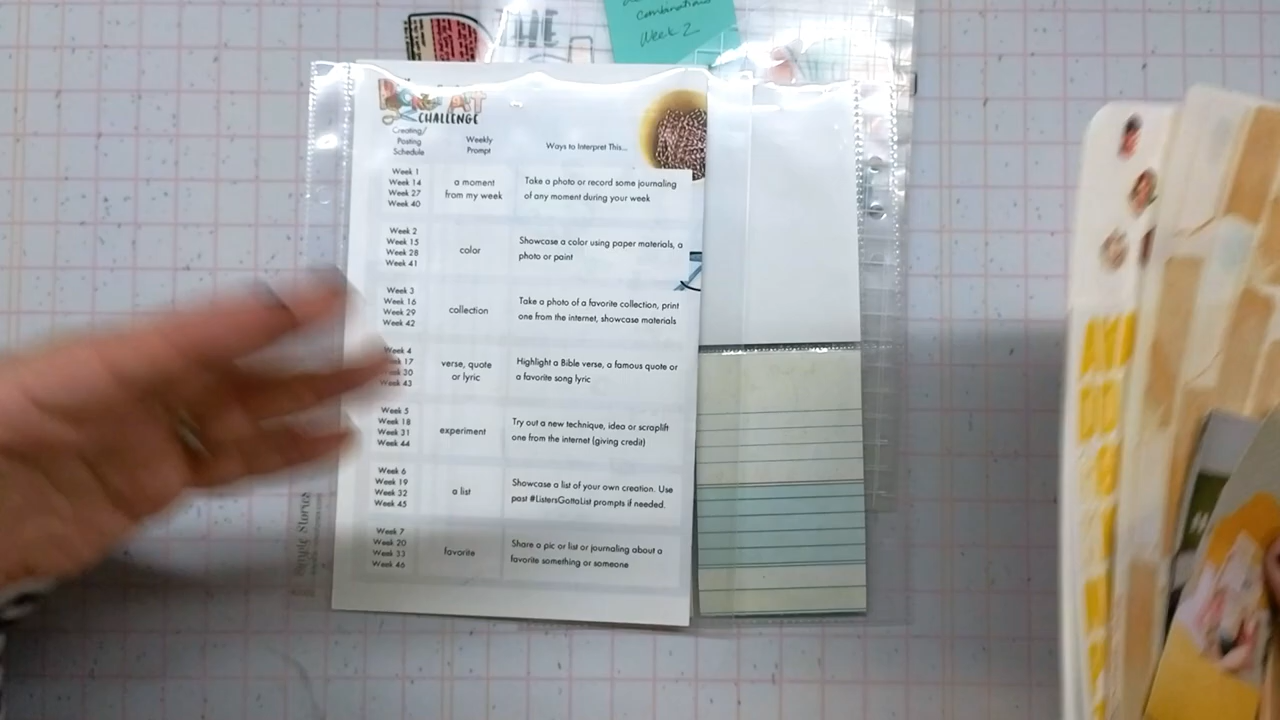 THE
combinations
Week 2
CHALLENGE
Creating/
Posting
Schedule
Weekly
Prompt
Ways to Interpret This...
Week 1
Week 14
Week 27
Week 40
a moment
from my week
Take a photo or record some journaling
of any moment during your week
Week 2
Week 15
Week 28
Week 41
color
Showcase a color using paper materials, a
photo or paint
Week 3
Week 16
Week 29
Week 42
collection
Take a photo of a favorite collection, print
one from the internet, showcase materials
Week 4
17
30
43
verse, quote
or lyric
Highlight a Bible verse, a famous quote or
a favorite song lyric
Week 5
Week 18
Week 31
Week 44
experiment
Try out a new technique, idea or scraplift
one from the internet (giving credit)
Week 6
Week 19
Week 32
Week 45
a list
Showcase a list of your own creation. Use
past #ListersGottaList prompts if needed.
Week 7
Week 20
Week 33
Week 46
favorite
Share a pic or list or journaling about a
favorite something or someone
Simple Stories